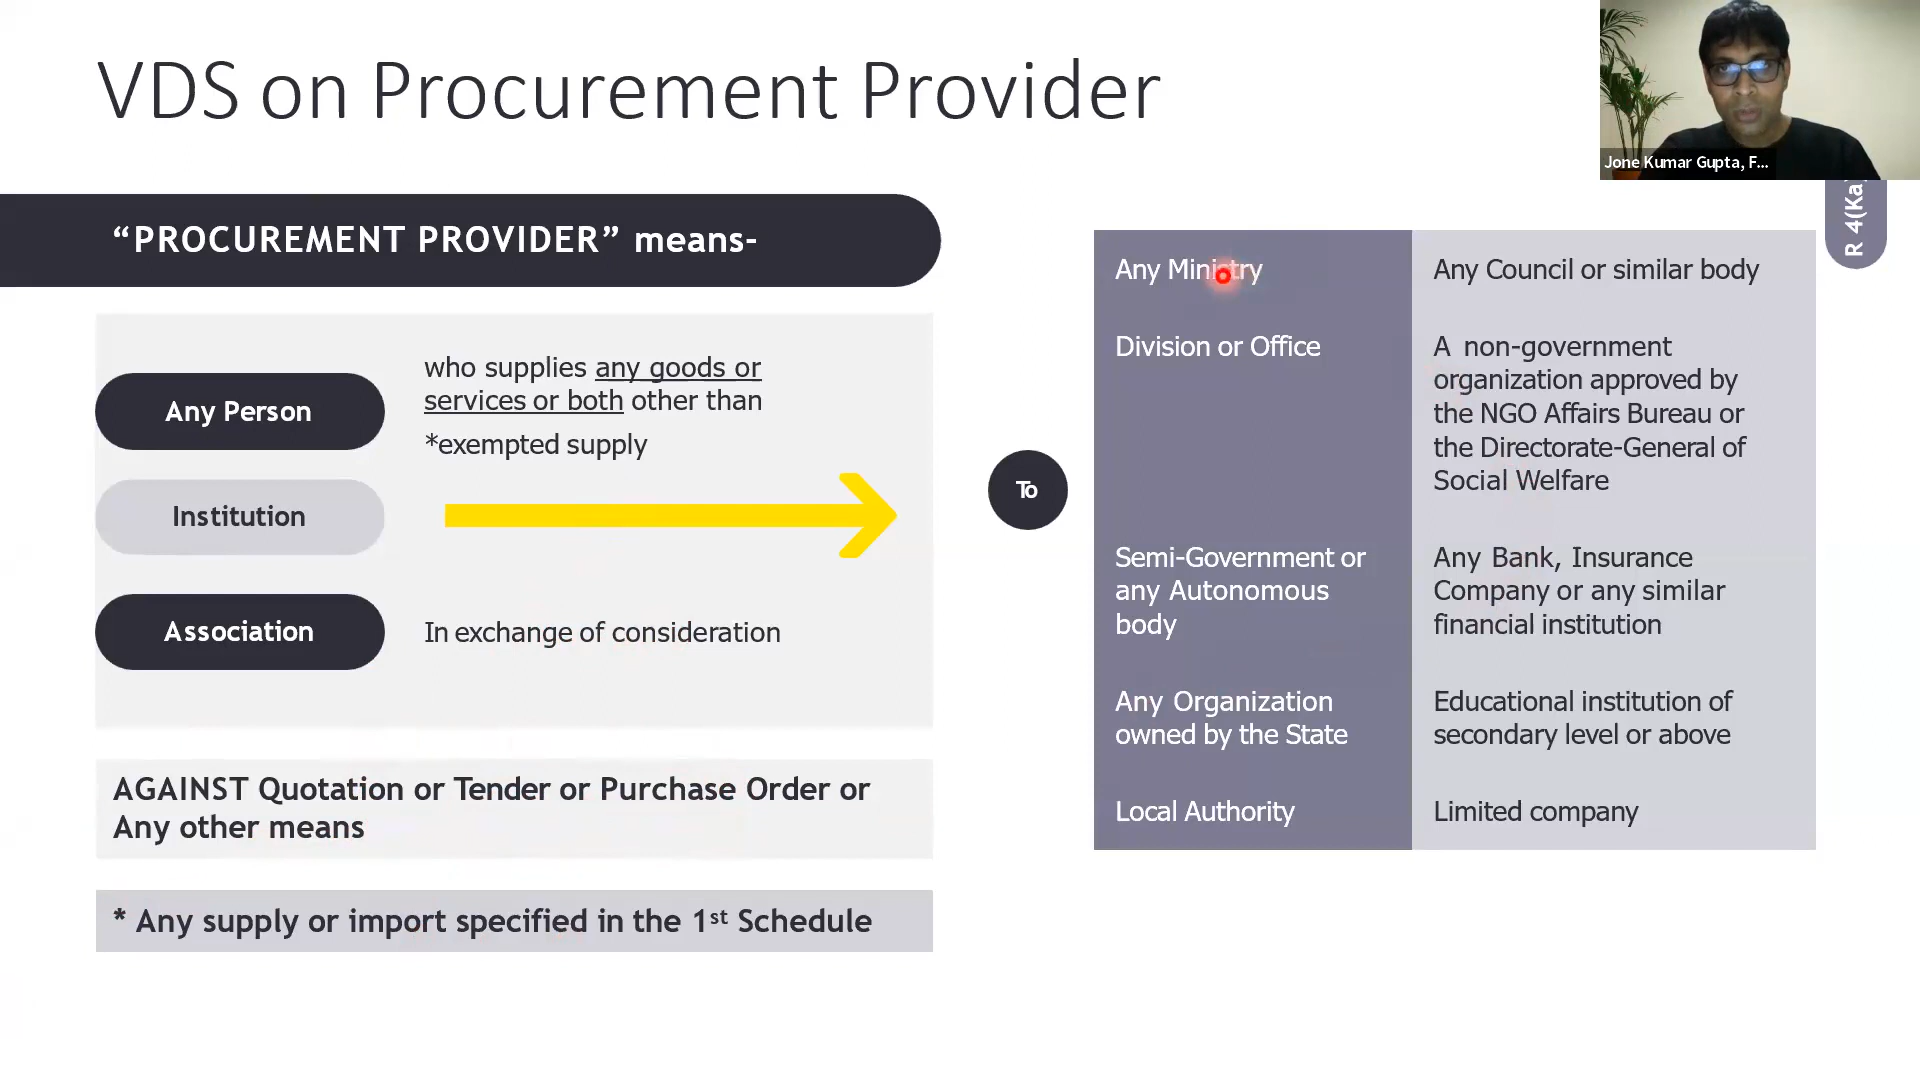 VDS on Procurement Provider
Jone Kumar Gupta, F...
R 4(Ka)
“PROCUREMENT PROVIDER” means-
Any Person
who supplies any goods or
services or both other than
*exempted supply
Institution
Association
In exchange of consideration
AGAINST Quotation or Tender or Purchase Order or
Any other means
* Any supply or import specified in the 1st Schedule
To
Any Ministry
Any Council or similar body
Division or Office
A non-government
organization approved by
the NGO Affairs Bureau or
the Directorate-General of
Social Welfare
Semi-Government or
any Autonomous
body
Any Bank, Insurance
Company or any similar
financial institution
Any Organization
owned by the State
Educational institution of
secondary level or above
Local Authority
Limited company